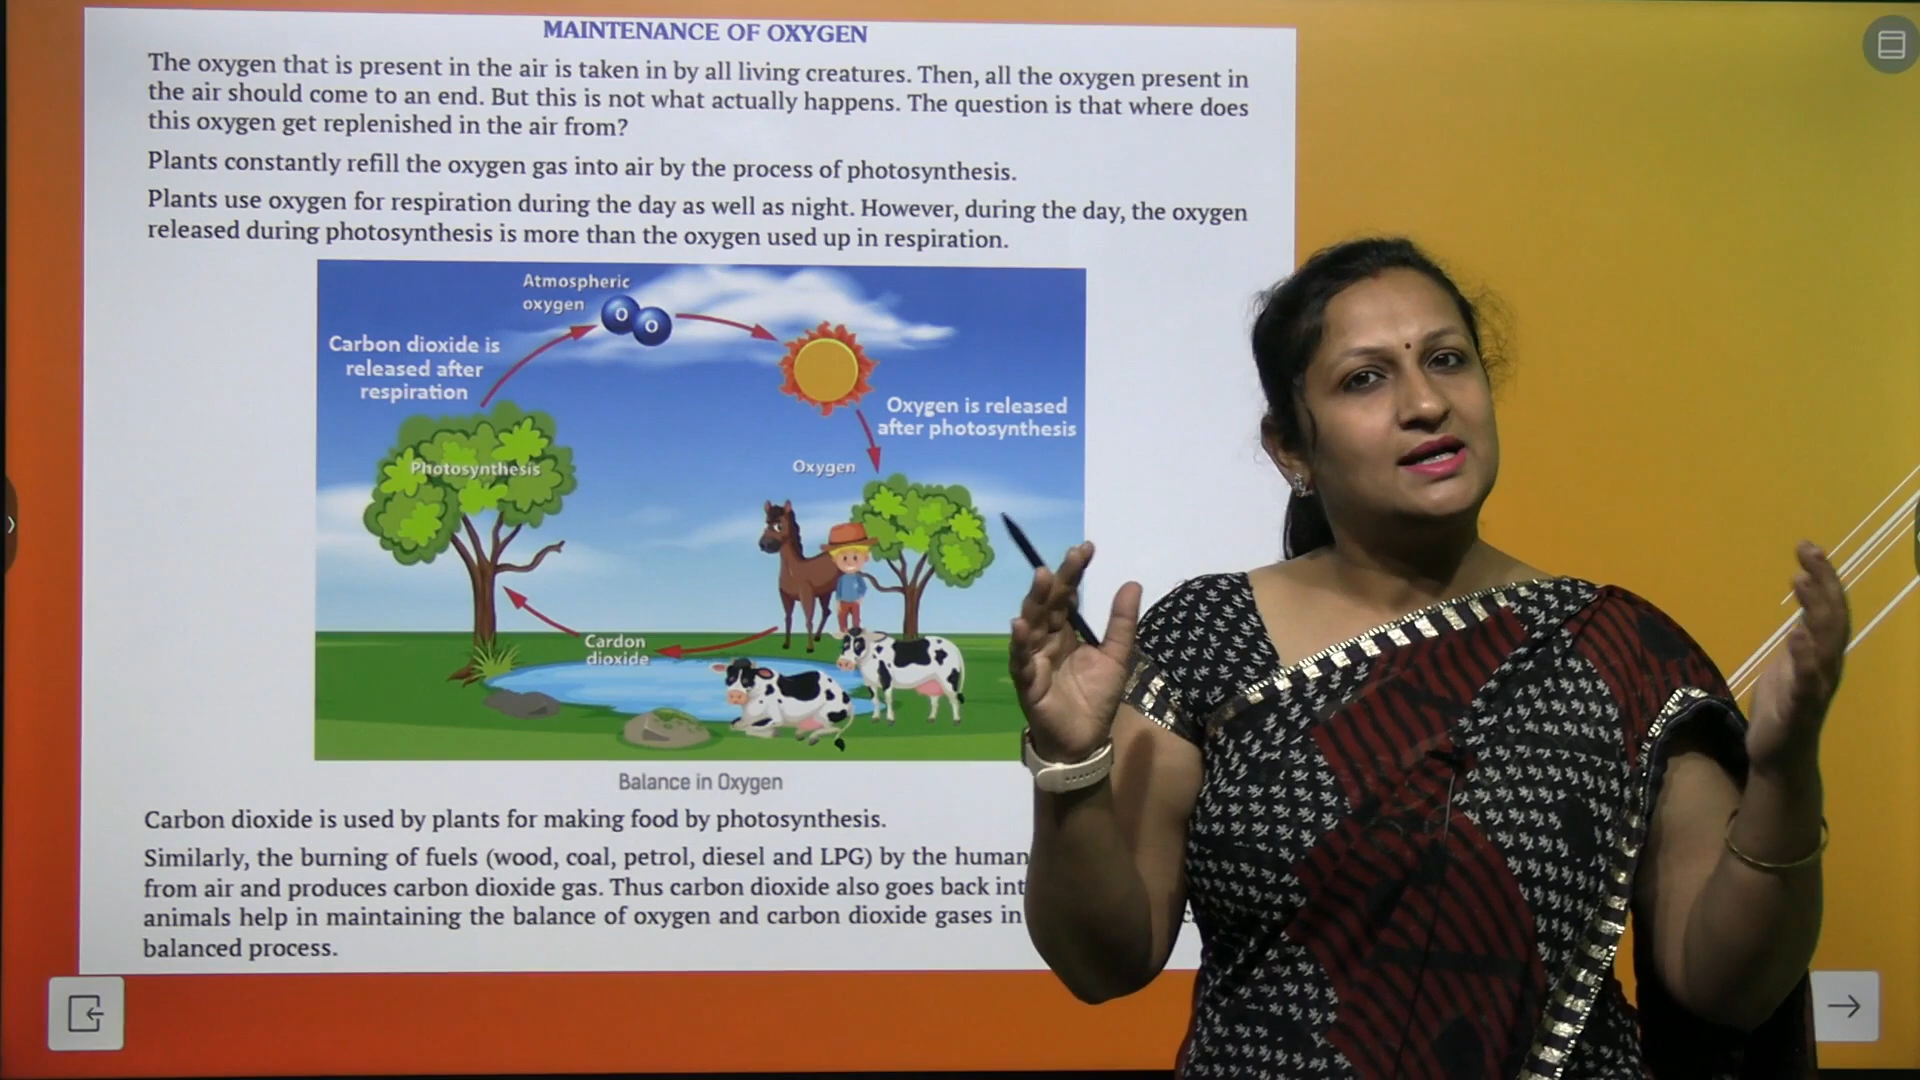 MAINTENANCE OF OXYGEN
The oxygen that is present in the air is taken in by all living creatures. Then, all the oxygen present in
the air should come to an end. But this is not what actually happens. The question is that where does
this oxygen get replenished in the air from?
Plants constantly refill the oxygen gas into air by the process of photosynthesis.
Plants use oxygen for respiration during the day as well as night. However, during the day, the oxygen
released during photosynthesis is more than the oxygen used up in respiration.
Atmospheric
oxygen
O O
Carbon dioxide is
released after
respiration
Oxygen is released
after photosynthesis
Photosynthesis
Oxygen
Cardon
dioxide
Balance in Oxygen
Carbon dioxide is used by plants for making food by photosynthesis.
Similarly, the burning of fuels (wood, coal, petrol, diesel and LPG) by the human
from air and produces carbon dioxide gas. Thus carbon dioxide also goes back
animals help in maintaining the balance of oxygen and carbon dioxide gases in
balanced process.